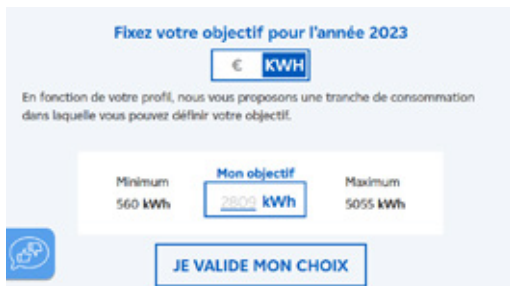 Fixez votre objectif pour l'année 2023
€ KWH
En fonction de votre profil, nous vous proposons une tranche de consommation
dans laquelle vous pouvez définir votre objectif.
Mon objectif
Minimum
Maximum
560 kWh
2809 kWh
5055 kWh
JE VALIDE MON CHOIX